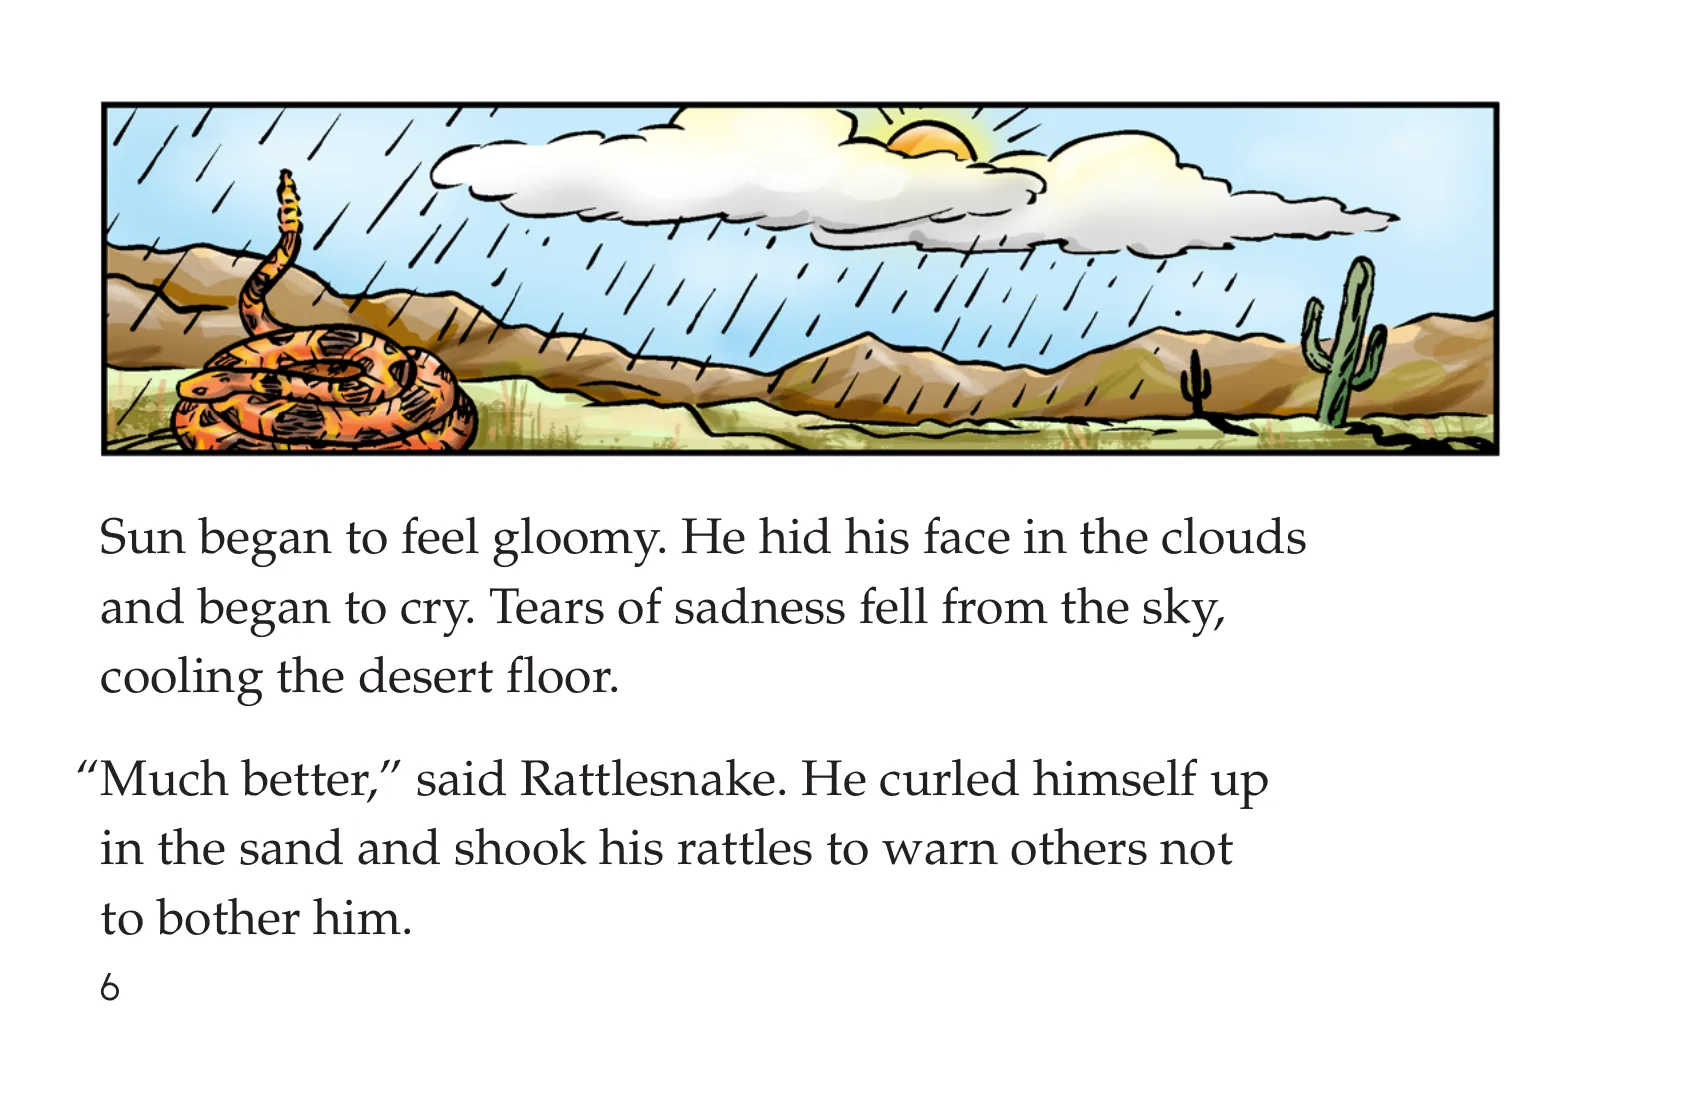 Sun began to feel gloomy. He hid his face in the clouds
and began to cry. Tears of sadness fell from the sky,
cooling the desert floor.
“Much better,” said Rattlesnake. He curled himself up
in the sand and shook his rattles to warn others not
to bother him.
6